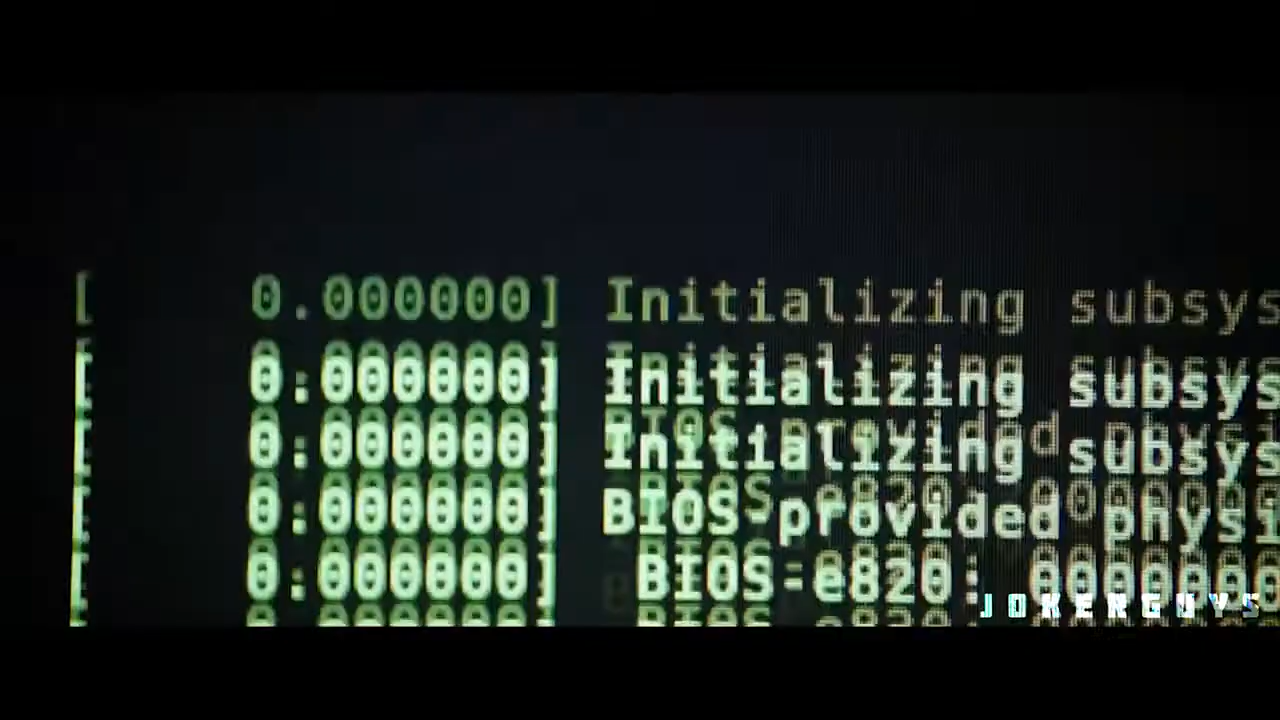 [ 0.000000] Initializing subsys
[ 0.000000] Initializing subsys
[ 0.000000] Initializing subsys
[ 0.000000] BIOS-provided physi
[ 0.000000] BIOS-e820: 0000000
JOKERGUYS